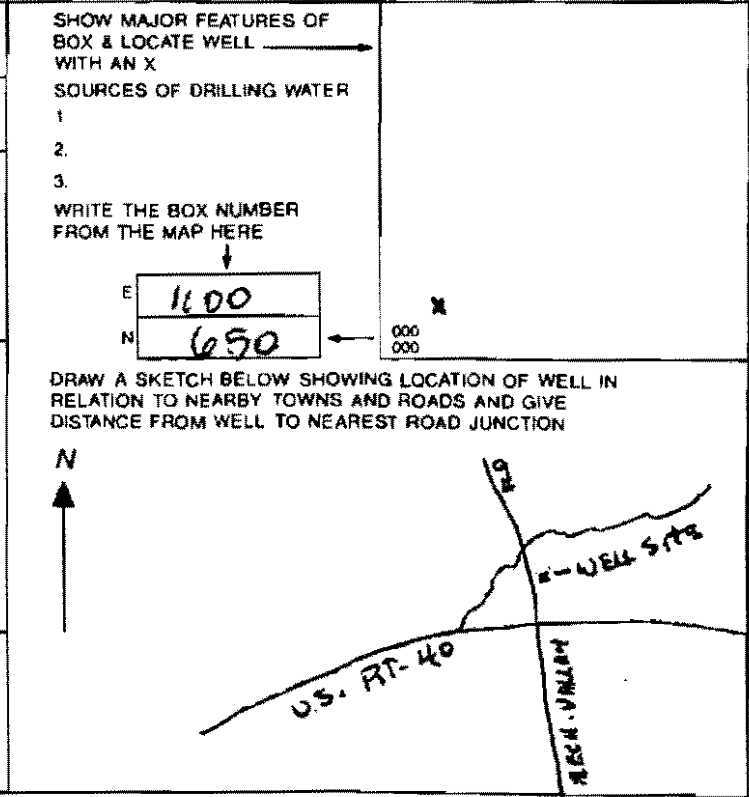 SHOW MAJOR FEATURES OF
BOX & LOCATE WELL
WITH AN X
SOURCES OF DRILLING WATER
1
2.
3.
WRITE THE BOX NUMBER
FROM THE MAP HERE
E 1100
N 650
X
000
000
DRAW A SKETCH BELOW SHOWING LOCATION OF WELL IN
RELATION TO NEARBY TOWNS AND ROADS AND GIVE
DISTANCE FROM WELL TO NEAREST ROAD JUNCTION
N
x-WELL SITE
U.S. RT-40
MECH. VALLEY